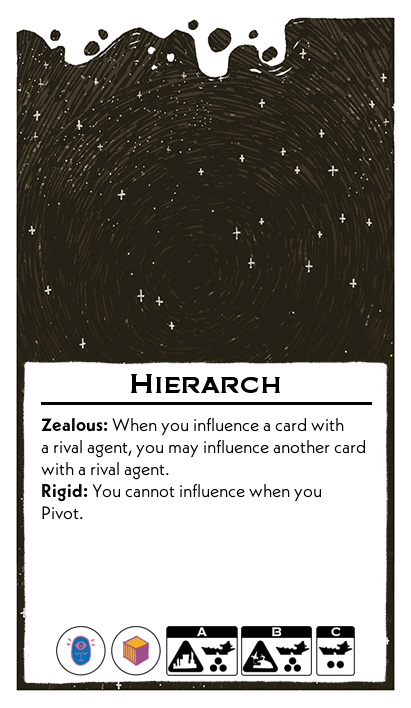 HIERARCH
Zealous: When you influence a card with
a rival agent, you may influence another card
with a rival agent.
Rigid: You cannot influence when you
Pivot.
A B C